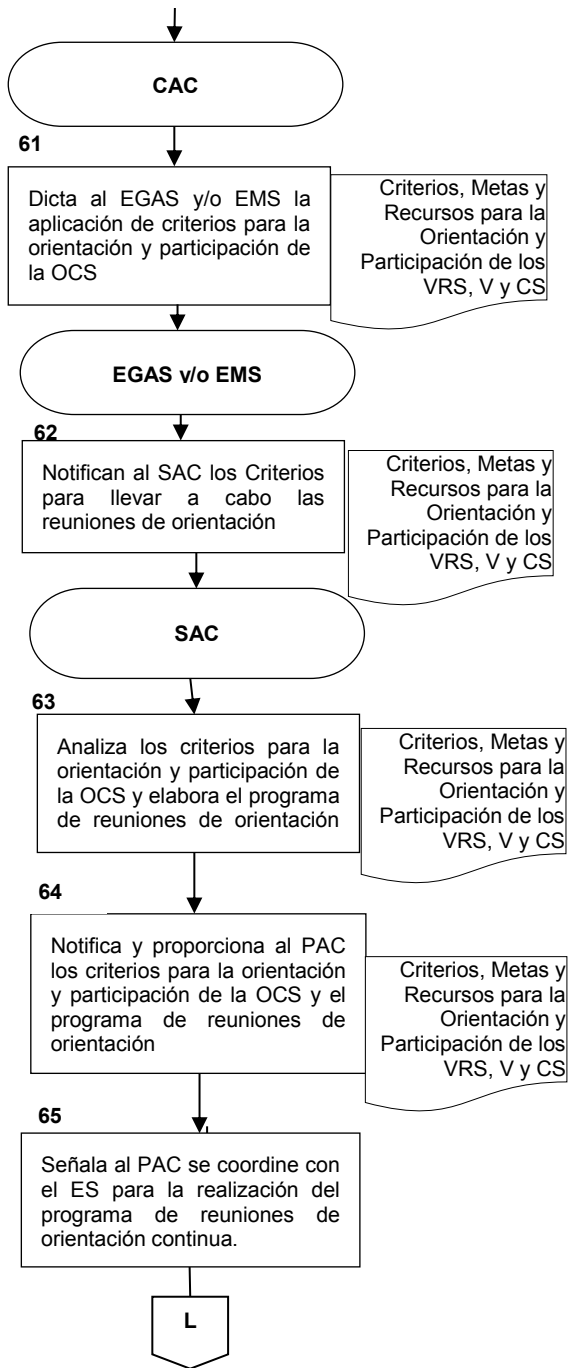 CAC
61
Dicta al EGAS y/o EMS la
aplicación de criterios para la
orientación y participación de
la OCS
Criterios, Metas y
Recursos para la
Orientación y
Participación de los
VRS, V y CS
EGAS y/o EMS
62
Notifican al SAC los Criterios
para llevar a cabo las
reuniones de orientación
Criterios, Metas y
Recursos para la
Orientación y
Participación de los
VRS, V y CS
SAC
63
Analiza los criterios para la
orientación y participación de
la OCS y elabora el programa
de reuniones de orientación
Criterios, Metas y
Recursos para la
Orientación y
Participación de los
VRS, V y CS
64
Notifica y proporciona al PAC
los criterios para la orientación
y participación de la OCS y el
programa de reuniones de
orientación
Criterios, Metas y
Recursos para la
Orientación y
Participación de los
VRS, V y CS
65
Señala al PAC se coordine con
el ES para la realización del
programa de reuniones de
orientación continua.
L